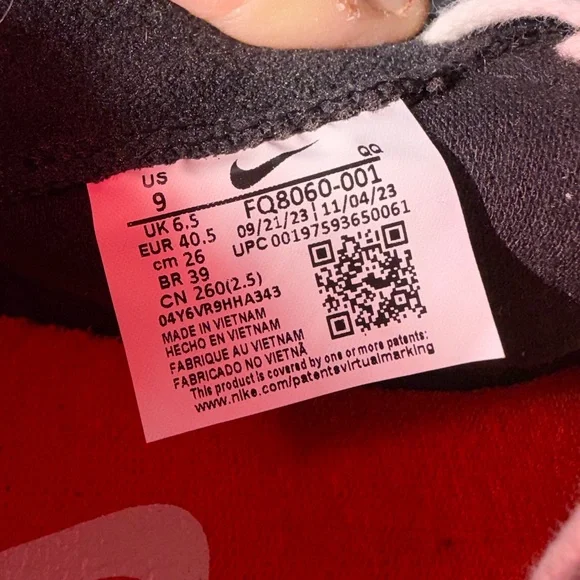 QQ
US
9
FQ8060-001
UK 6.5
09/21/23 | 11/04/23
EUR 40.5
UPC 00197593650061
cm 26
BR 39
CN 260(2.5)
04Y6VR9HHA343
MADE IN VIETNAM
HECHO EN VIETNAM
FABRIQUE AU VIETNAM
FABRICADO NO VIETNÃ
This product is covered by one or more patents:
www.nike.com/patentsvirtualmarking